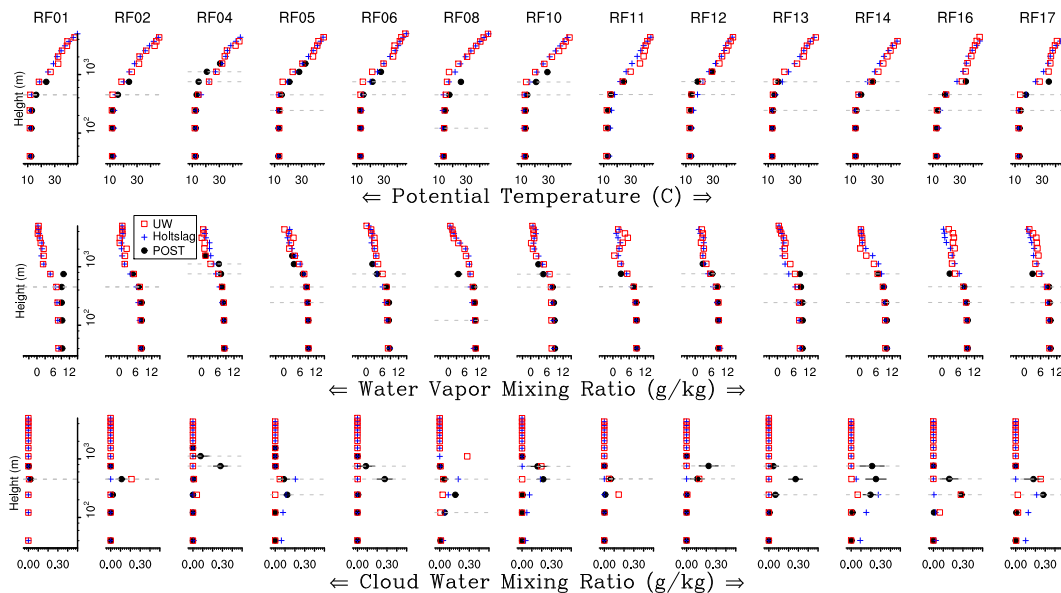 RF01 RF02 RF04 RF05 RF06 RF08 RF10 RF11 RF12 RF13 RF14 RF16 RF17
Height (m)
10³
10²
10 30 10 30 10 30 10 30 10 30 10 30 10 30 10 30 10 30 10 30 10 30 10 30 10 30
⇐ Potential Temperature (C) ⇒
UW
Holtslag
POST
Height (m)
10³
10²
0 6 12 0 6 12 0 6 12 0 6 12 0 6 12 0 6 12 0 6 12 0 6 12 0 6 12 0 6 12 0 6 12 0 6 12 0 6 12
⇐ Water Vapor Mixing Ratio (g/kg) ⇒
Height (m)
10³
10²
0.00 0.30 0.00 0.30 0.00 0.30 0.00 0.30 0.00 0.30 0.00 0.30 0.00 0.30 0.00 0.30 0.00 0.30 0.00 0.30 0.00 0.30 0.00 0.30 0.00 0.30
⇐ Cloud Water Mixing Ratio (g/kg) ⇒